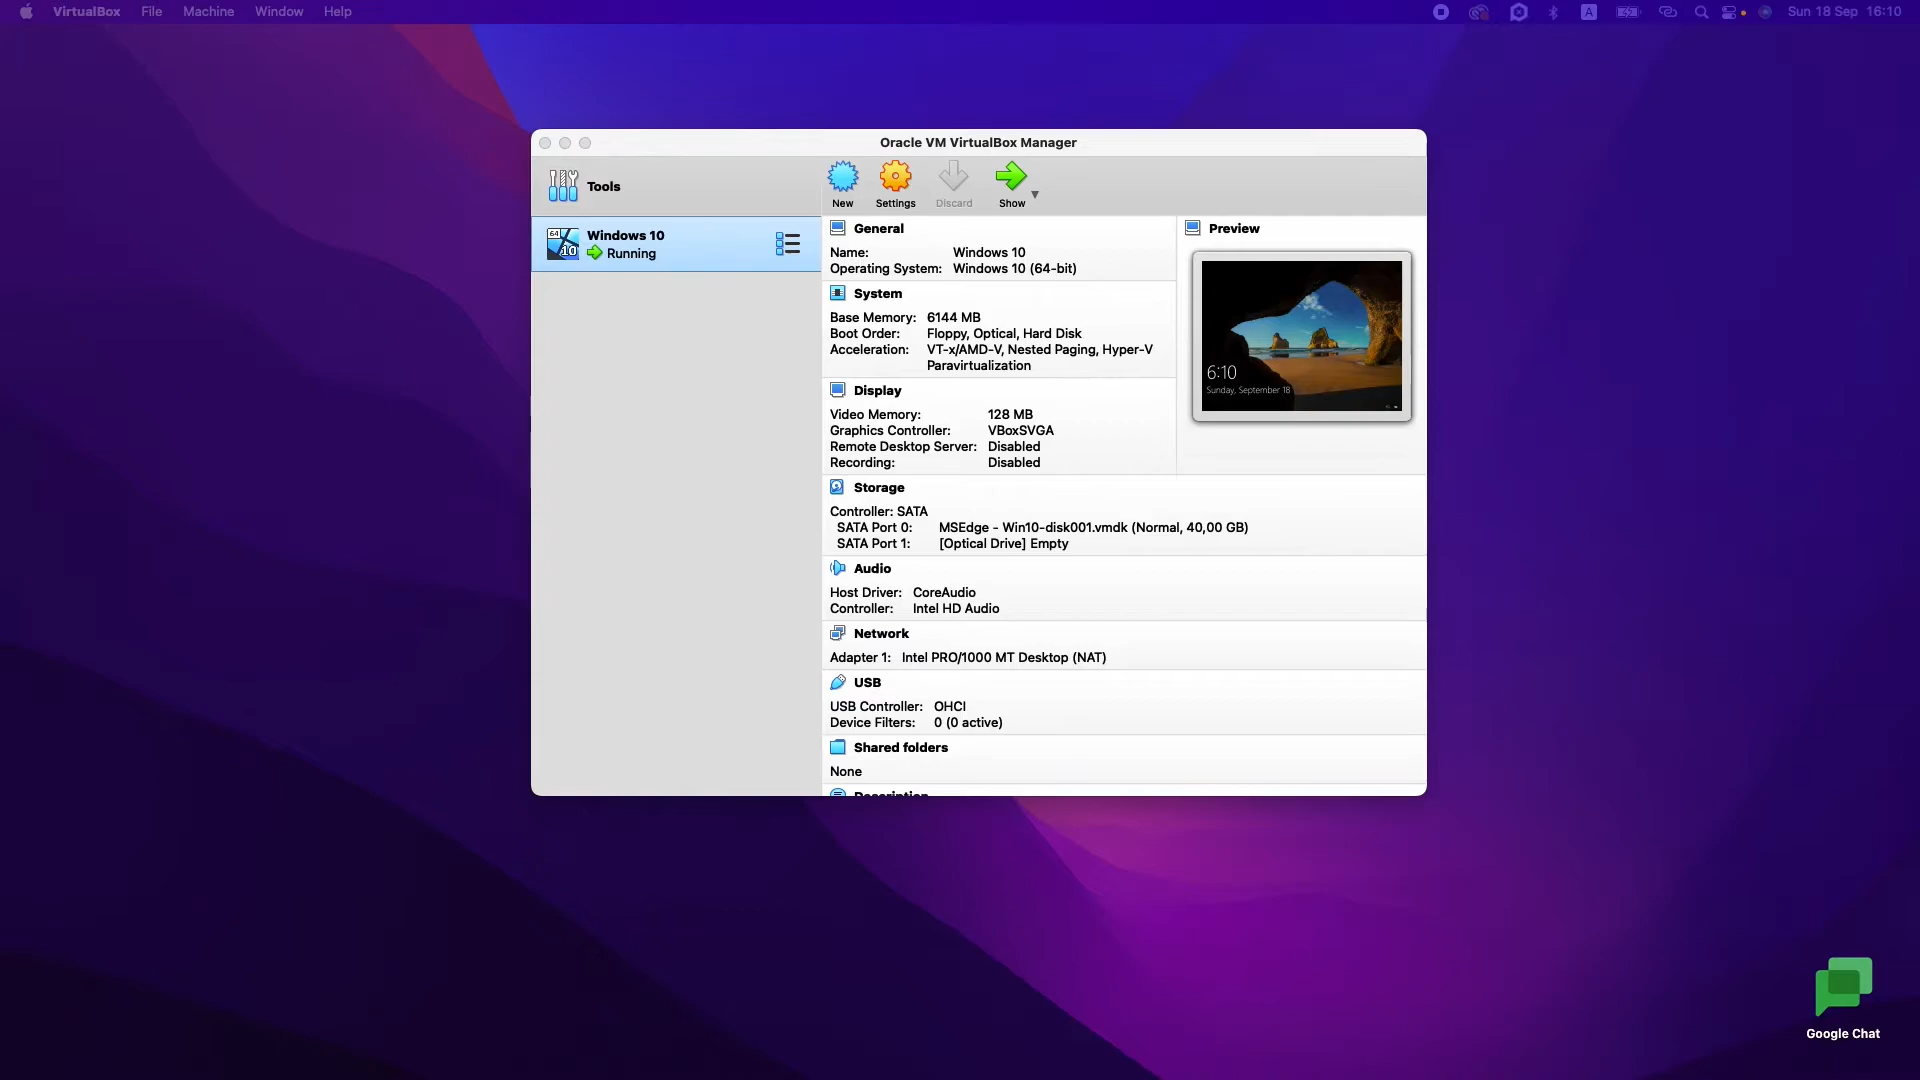 VirtualBox File Machine Window Help
A
Sun 18 Sep 16:10
Oracle VM VirtualBox Manager
Tools
New Settings Discard Show
64
10
Windows 10
Running
General
Name: Windows 10
Operating System: Windows 10 (64-bit)
System
Base Memory: 6144 MB
Boot Order: Floppy, Optical, Hard Disk
Acceleration: VT-x/AMD-V, Nested Paging, Hyper-V
Paravirtualization
Display
Video Memory: 128 MB
Graphics Controller: VBoxSVGA
Remote Desktop Server: Disabled
Recording: Disabled
Preview
6:10
Sunday, September 18
Storage
Controller: SATA
SATA Port 0: MSEdge - Win10-disk001.vmdk (Normal, 40,00 GB)
SATA Port 1: [Optical Drive] Empty
Audio
Host Driver: CoreAudio
Controller: Intel HD Audio
Network
Adapter 1: Intel PRO/1000 MT Desktop (NAT)
USB
USB Controller: OHCI
Device Filters: 0 (0 active)
Shared folders
None
Description
Google Chat